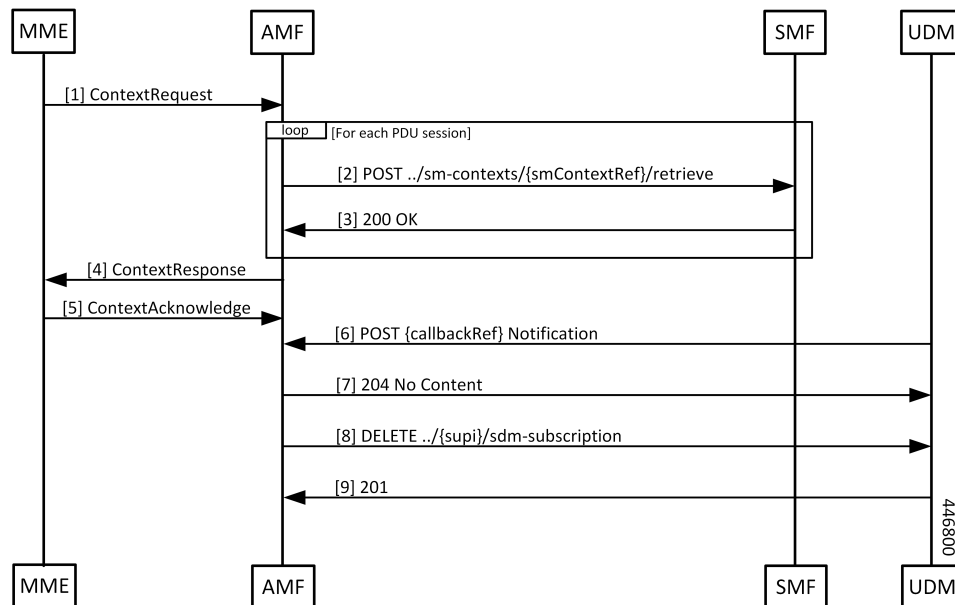 MME
AMF
SMF
UDM
[1] ContextRequest
loop
[For each PDU session]
[2] POST ../sm-contexts/{smContextRef}/retrieve
[3] 200 OK
[4] ContextResponse
[5] ContextAcknowledge
[6] POST {callbackRef} Notification
[7] 204 No Content
[8] DELETE ../{supi}/sdm-subscription
[9] 201
446800
MME
AMF
SMF
UDM